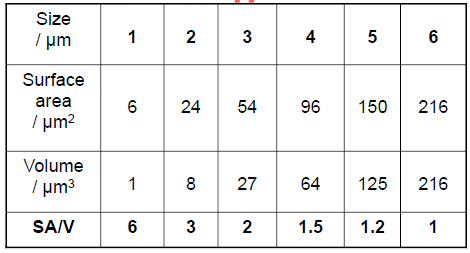 Size / µm 1 2 3 4 5 6
Surface area / µm² 6 24 54 96 150 216
Volume / µm³ 1 8 27 64 125 216
SA/V 6 3 2 1.5 1.2 1